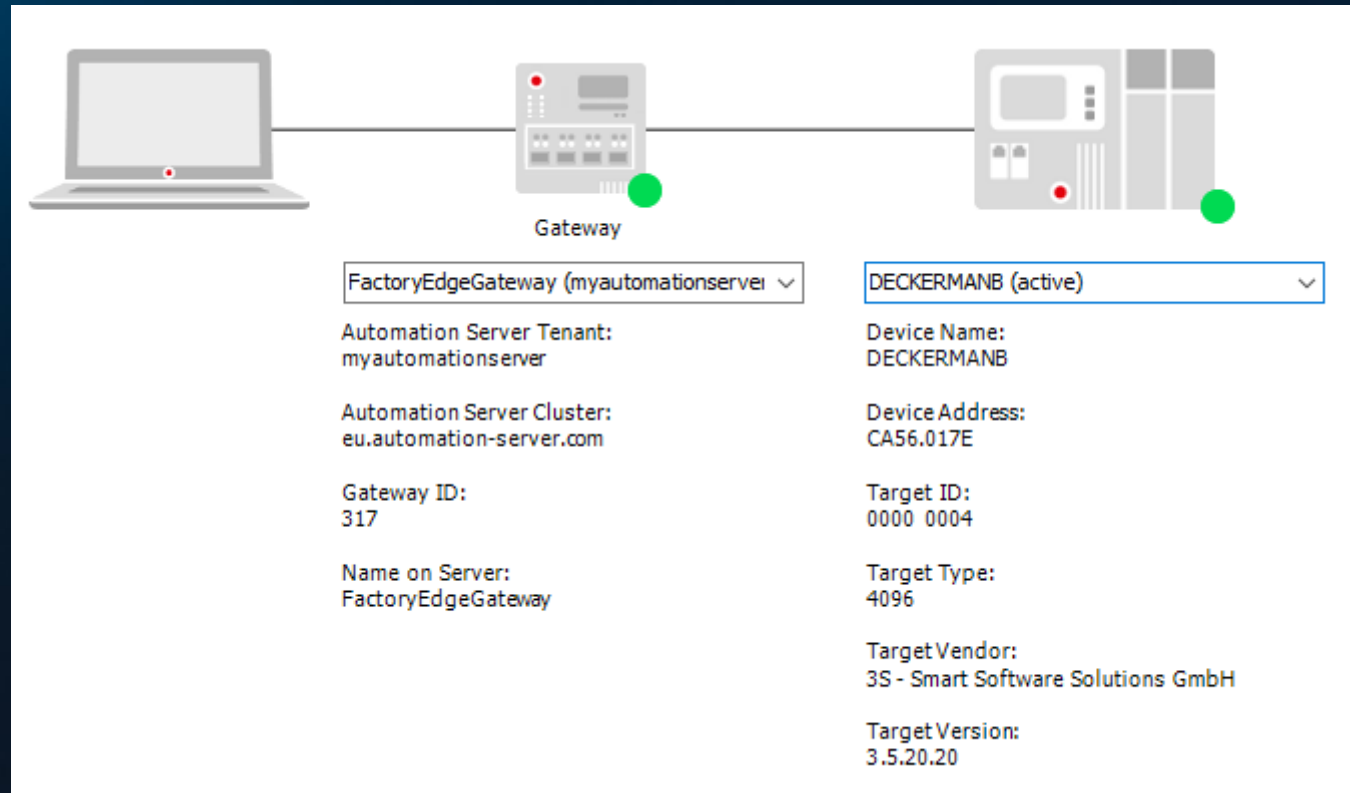 Gateway
FactoryEdgeGateway (myautomationserver
DECKERMANB (active)
Automation Server Tenant:
myautomationserver
Automation Server Cluster:
eu.automation-server.com
Gateway ID:
317
Name on Server:
FactoryEdgeGateway
Device Name:
DECKERMANB
Device Address:
CA56.017E
Target ID:
0000 0004
Target Type:
4096
Target Vendor:
3S - Smart Software Solutions GmbH
Target Version:
3.5.20.20